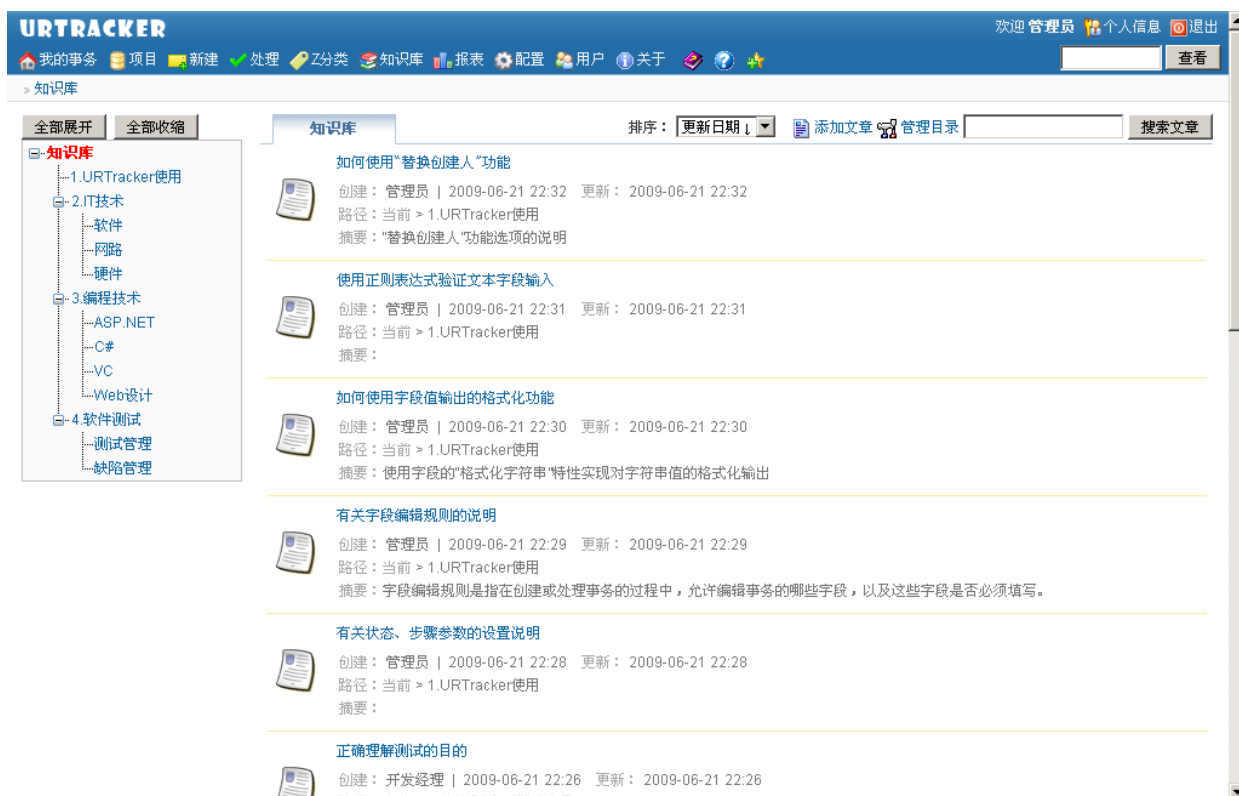 URTRACKER
欢迎 管理员 个人信息 退出
我的事务 项目 新建 处理 Z分类 知识库 报表 配置 用户 关于 查看
» 知识库
全部展开 全部收缩
知识库
1.URTracker使用
2.IT技术
软件
网路
硬件
3.编程技术
ASP.NET
C#
VC
Web设计
4.软件测试
测试管理
缺陷管理
知识库 排序： 更新日期↓ 添加文章 管理目录 搜索文章
如何使用“替换创建人”功能
创建： 管理员 | 2009-06-21 22:32 更新： 2009-06-21 22:32
路径：当前 > 1.URTracker使用
摘要："替换创建人"功能选项的说明
使用正则表达式验证文本字段输入
创建： 管理员 | 2009-06-21 22:31 更新： 2009-06-21 22:31
路径：当前 > 1.URTracker使用
摘要：
如何使用字段值输出的格式化功能
创建： 管理员 | 2009-06-21 22:30 更新： 2009-06-21 22:30
路径：当前 > 1.URTracker使用
摘要：使用字段的"格式化字符串"特性实现对字符串值的格式化输出
有关字段编辑规则的说明
创建： 管理员 | 2009-06-21 22:29 更新： 2009-06-21 22:29
路径：当前 > 1.URTracker使用
摘要：字段编辑规则是指在创建或处理事务的过程中，允许编辑事务的哪些字段，以及这些字段是否必须填写。
有关状态、步骤参数的设置说明
创建： 管理员 | 2009-06-21 22:28 更新： 2009-06-21 22:28
路径：当前 > 1.URTracker使用
摘要：
正确理解测试的目的
创建： 开发经理 | 2009-06-21 22:26 更新： 2009-06-21 22:26